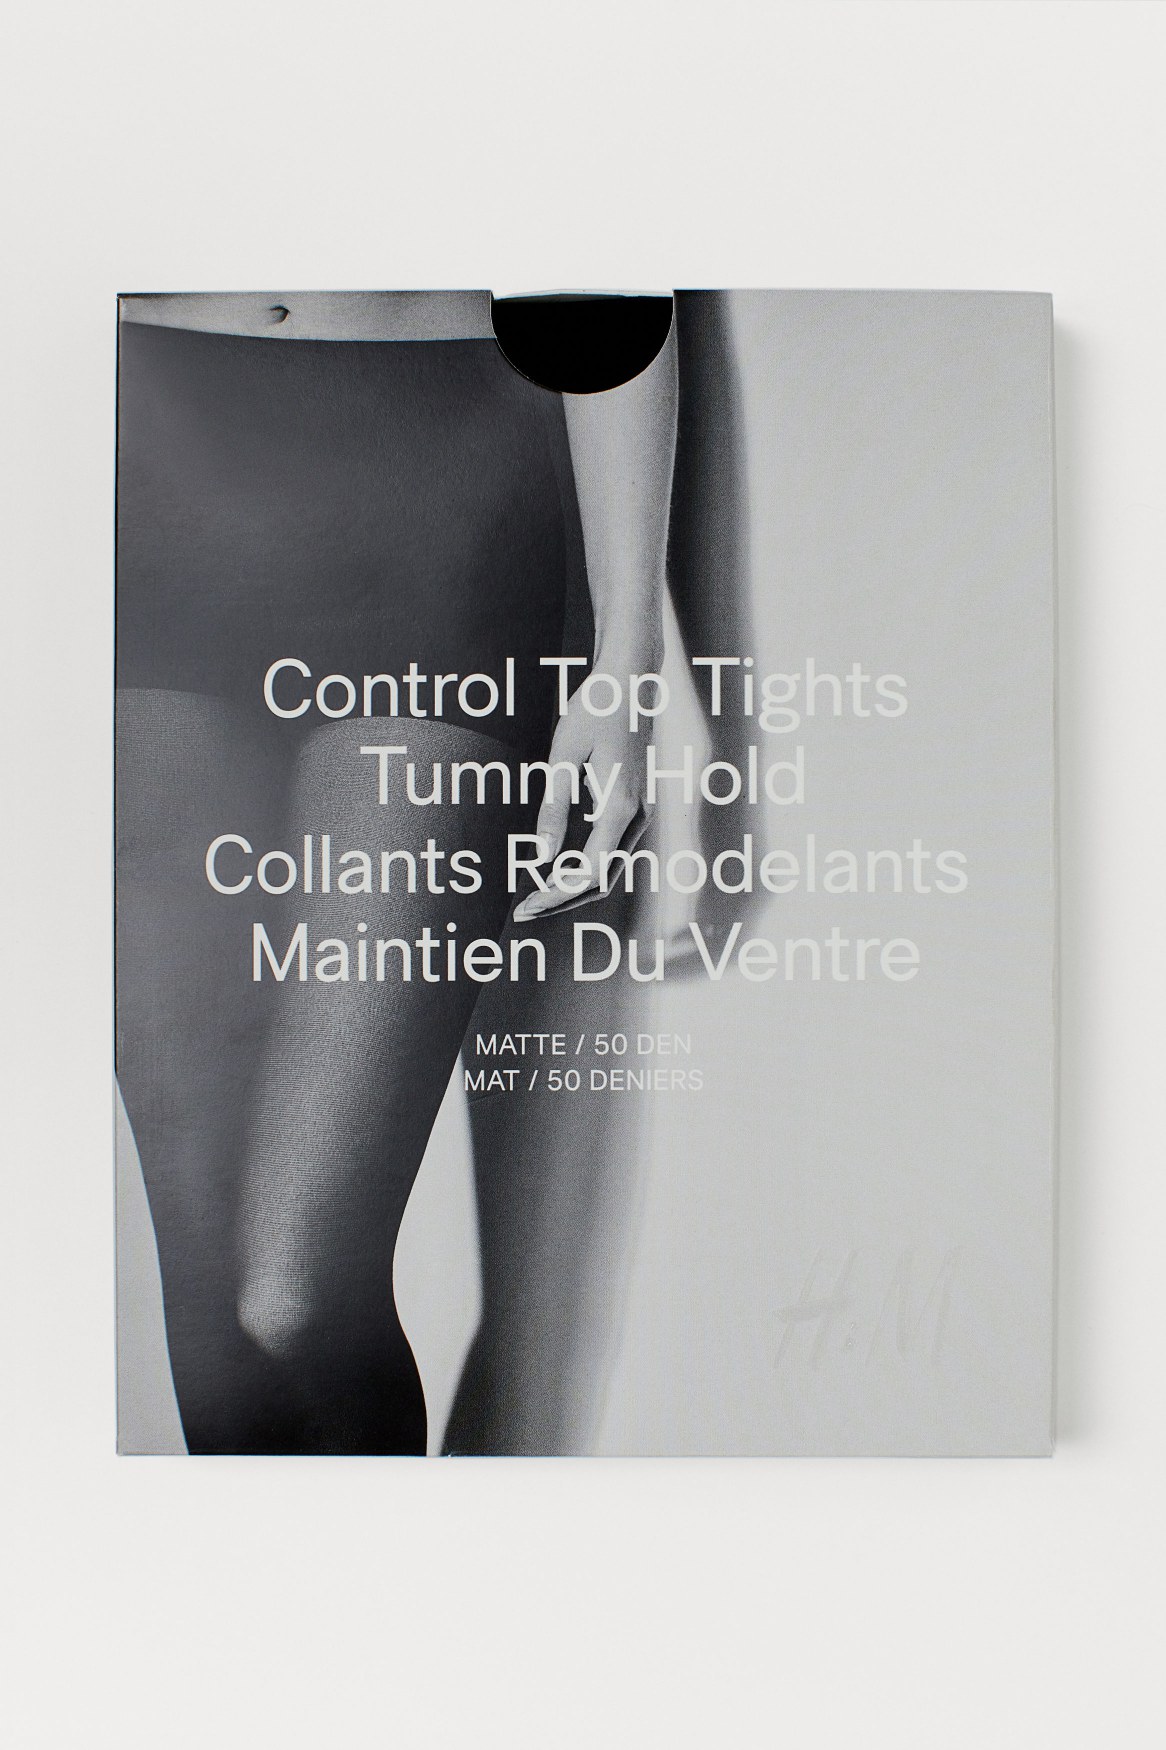 Control Top Tights
Tummy Hold
Collants Remodelants
Maintien Du Ventre
MATTE / 50 DEN
MAT / 50 DENIERS
H&M